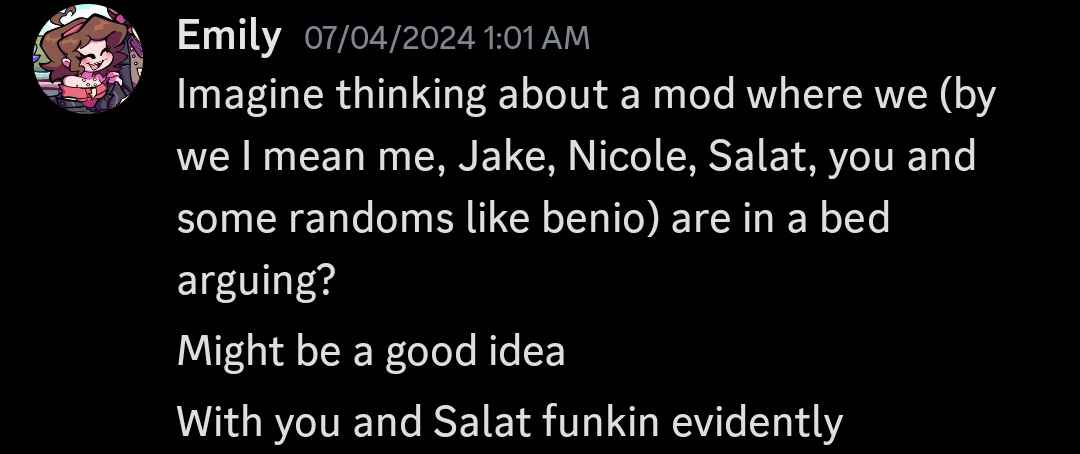 Emily 07/04/2024 1:01 AM
Imagine thinking about a mod where we (by
we I mean me, Jake, Nicole, Salat, you and
some randoms like benio) are in a bed
arguing?
Might be a good idea
With you and Salat funkin evidently